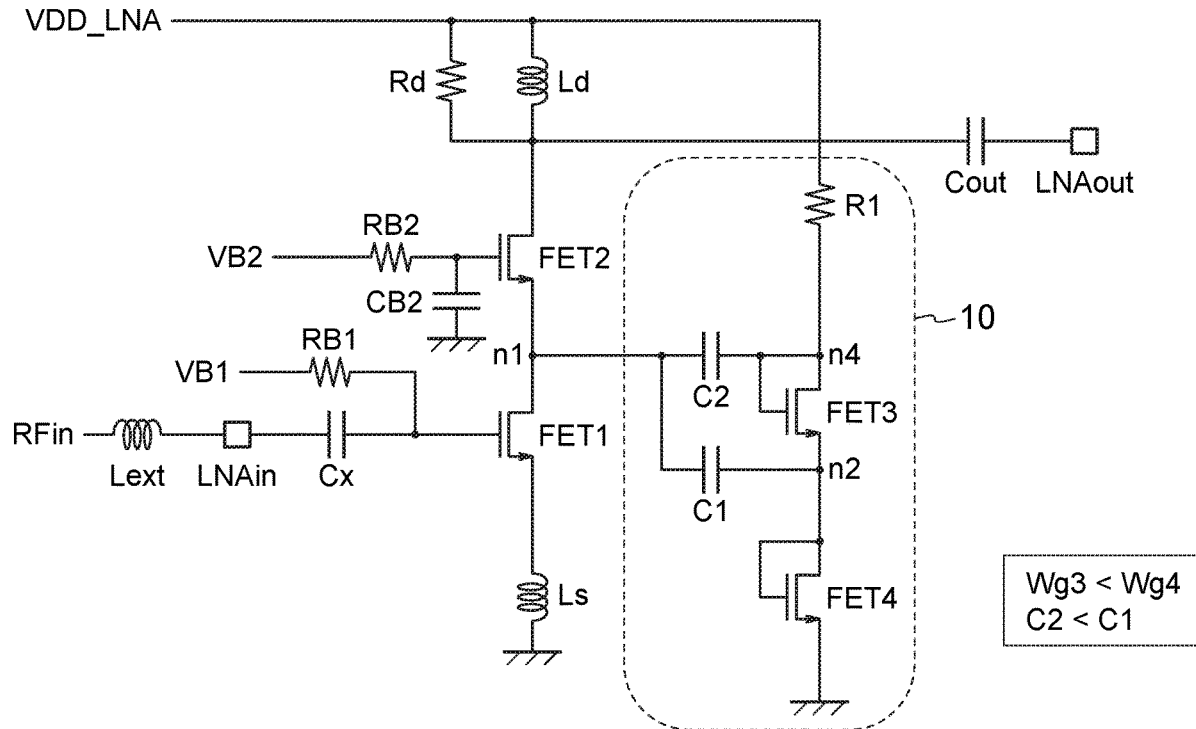 VDD_LNA
Rd
Ld
Cout
LNAout
R1
RB2
VB2
FET2
CB2
10
RB1
n1
n4
VB1
C2
FET3
RFin
FET1
Lext
LNAin
Cx
n2
C1
Ls
FET4
Wg3 < Wg4
C2 < C1